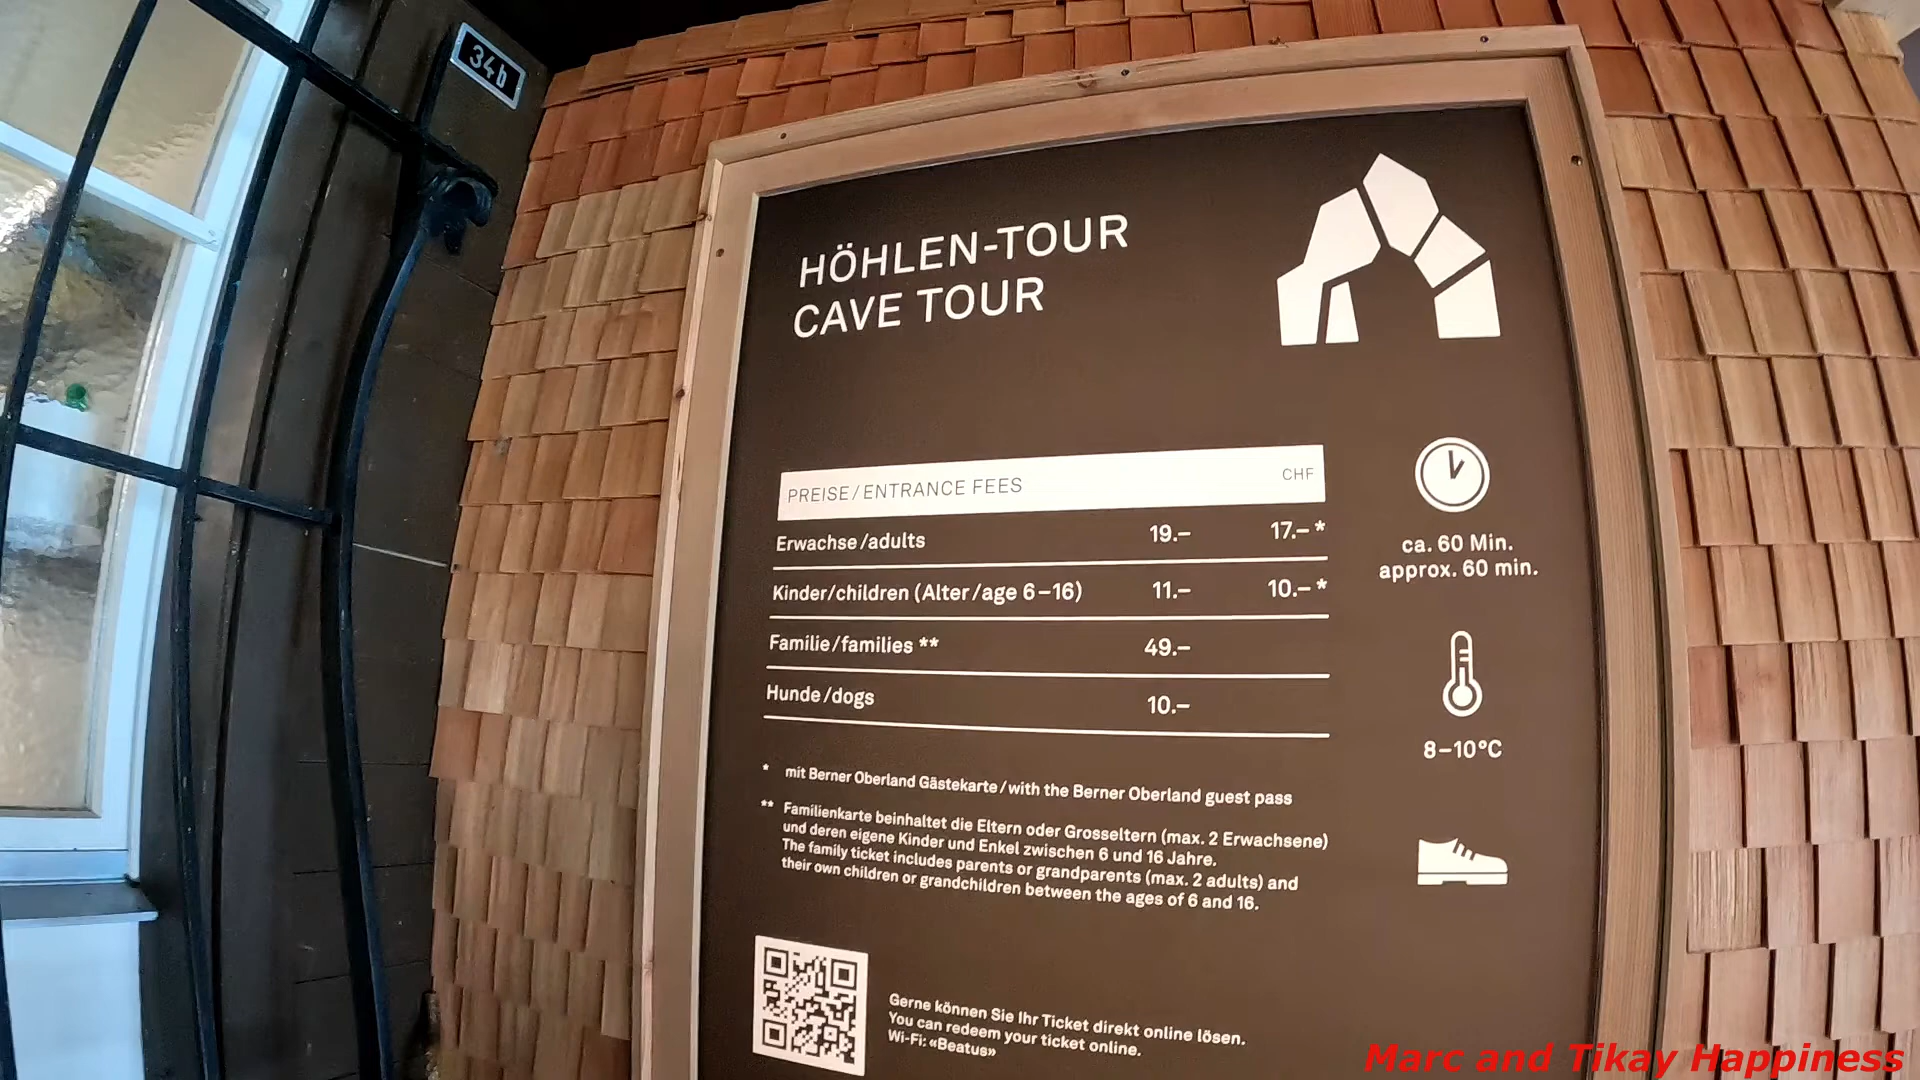 34b
HÖHLEN-TOUR
CAVE TOUR
PREISE/ENTRANCE FEES CHF
Erwachse/adults 19.– 17.–*
Kinder/children (Alter/age 6–16) 11.– 10.–*
Familie/families ** 49.–
Hunde/dogs 10.–
ca. 60 Min.
approx. 60 min.
8–10°C
* mit Berner Oberland Gästekarte/with the Berner Oberland guest pass
** Familienkarte beinhaltet die Eltern oder Grosseltern (max. 2 Erwachsene)
und deren eigene Kinder und Enkel zwischen 6 und 16 Jahre.
The family ticket includes parents or grandparents (max. 2 adults) and
their own children or grandchildren between the ages of 6 and 16.
Gerne können Sie Ihr Ticket direkt online lösen.
You can redeem your ticket online.
Wi-Fi: «Beatus»
Marc and Tikay Happiness